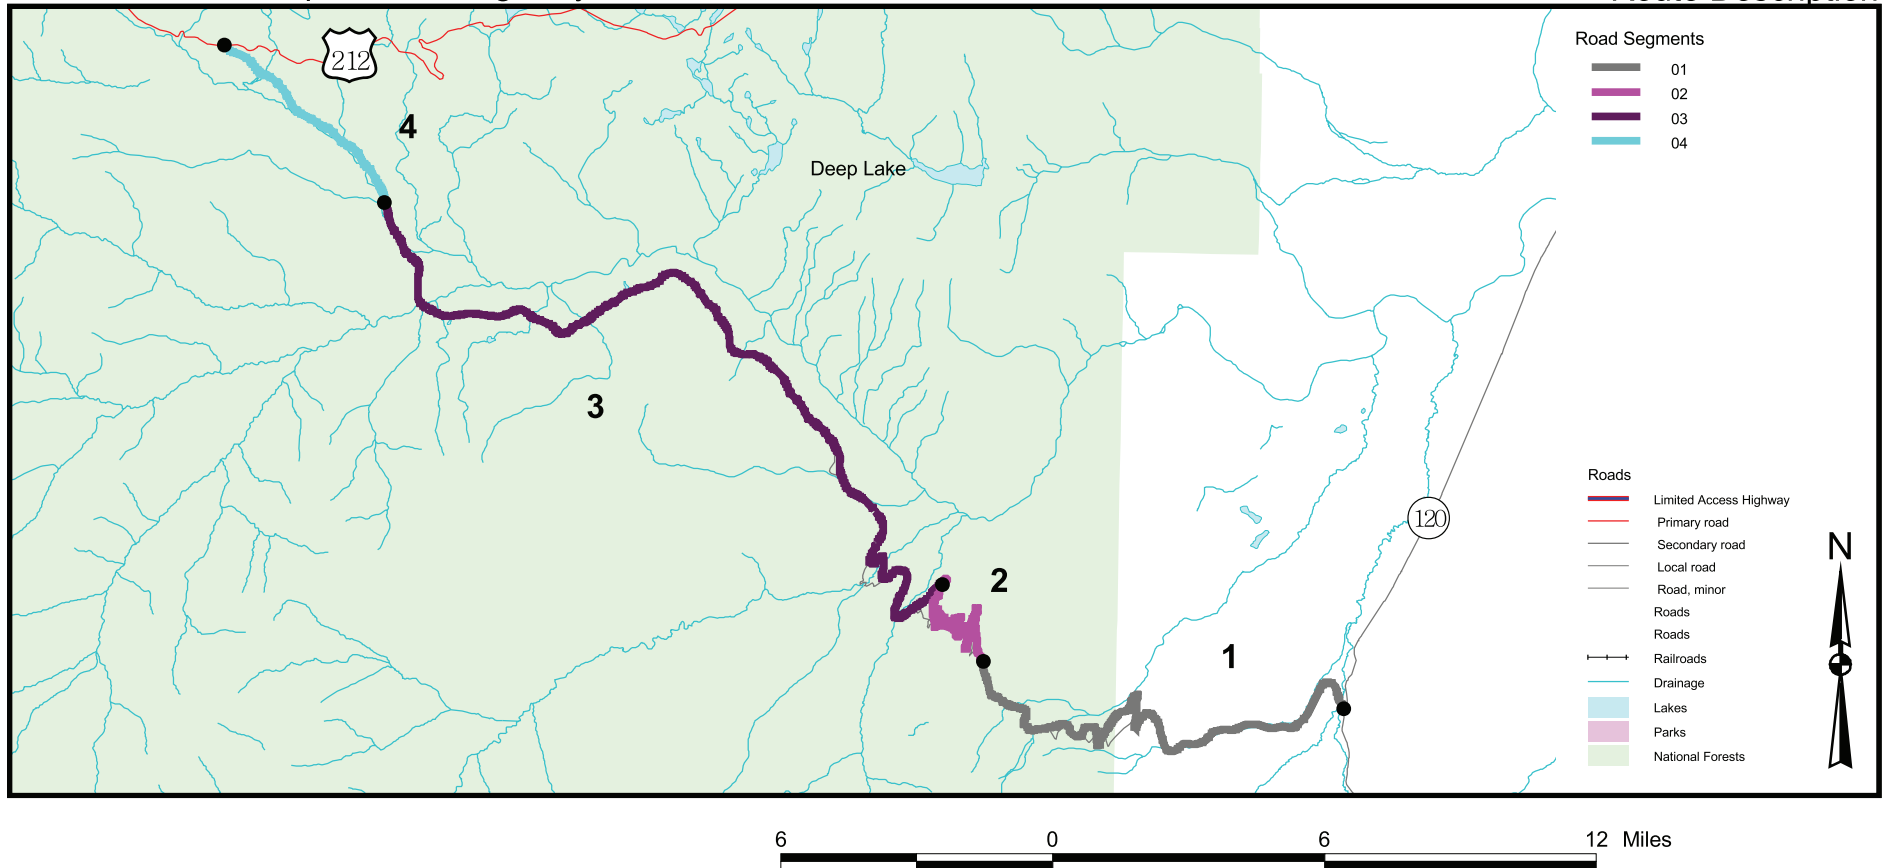 Route Description
212
4
Deep Lake
3
2
1
120
Road Segments
01
02
03
04
Roads
Limited Access Highway
Primary road
Secondary road
Local road
Road, minor
Roads
Roads
Railroads
Drainage
Lakes
Parks
National Forests
N
6 0 6 12 Miles